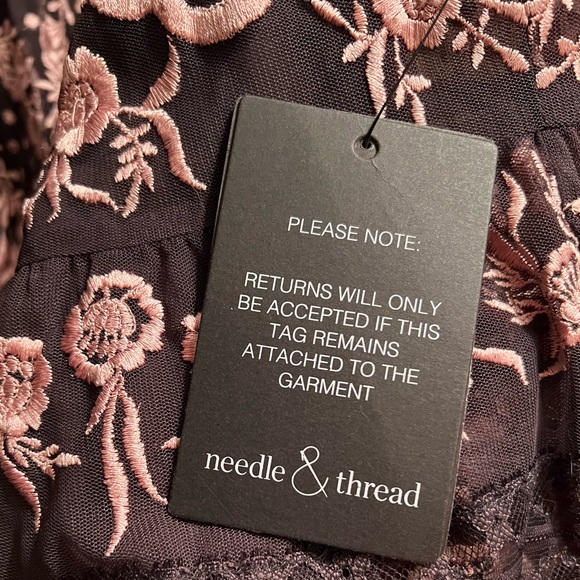 PLEASE NOTE:
RETURNS WILL ONLY
BE ACCEPTED IF THIS
TAG REMAINS
ATTACHED TO THE
GARMENT
needle & thread